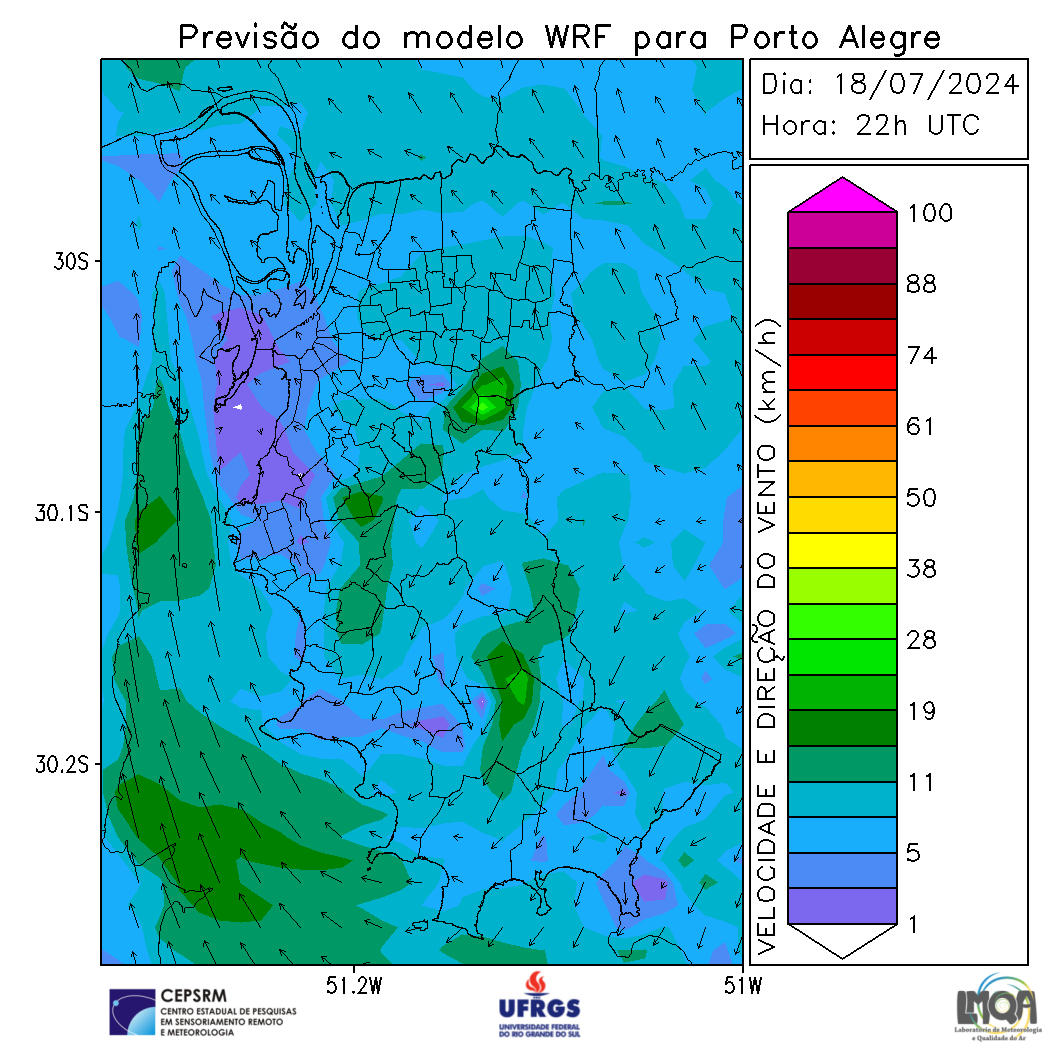 Previsão do modelo WRF para Porto Alegre
Dia: 18/07/2024
Hora: 22h UTC
30S
30.1S
30.2S
51.2W
51W
VELOCIDADE E DIREÇÃO DO VENTO (km/h)
100
88
74
61
50
38
28
19
11
5
1
CEPSRM
CENTRO ESTADUAL DE PESQUISAS
EM SENSORIAMENTO REMOTO
E METEOROLOGIA
UFRGS
UNIVERSIDADE FEDERAL
DO RIO GRANDE DO SUL
LMQA
Laboratório de Meteorologia
e Qualidade do Ar